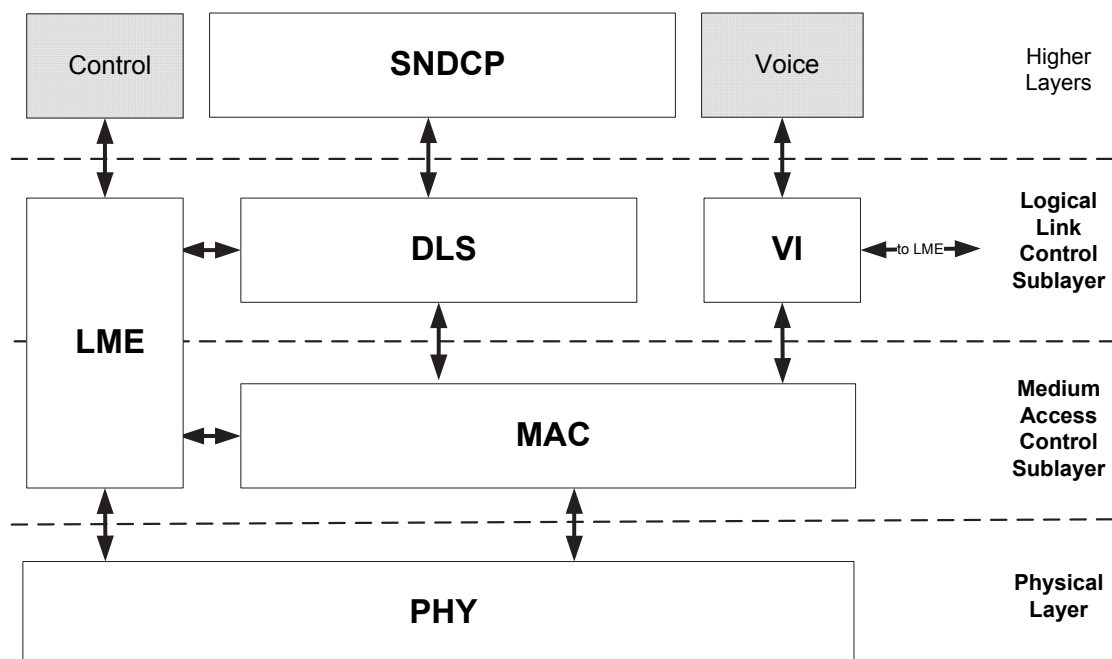 Control
SNDCP
Voice
Higher
Layers
DLS
VI
to LME
Logical
Link
Control
Sublayer
LME
MAC
Medium
Access
Control
Sublayer
PHY
Physical
Layer